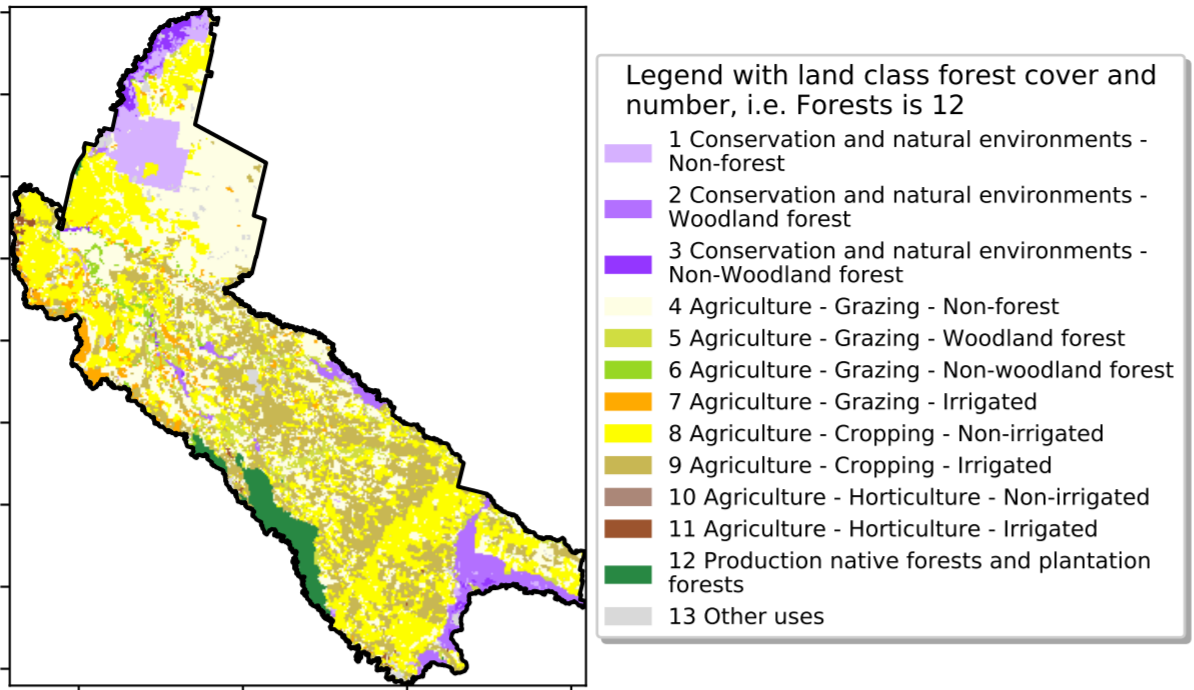 Legend with land class forest cover and
number, i.e. Forests is 12
1 Conservation and natural environments -
Non-forest
2 Conservation and natural environments -
Woodland forest
3 Conservation and natural environments -
Non-Woodland forest
4 Agriculture - Grazing - Non-forest
5 Agriculture - Grazing - Woodland forest
6 Agriculture - Grazing - Non-woodland forest
7 Agriculture - Grazing - Irrigated
8 Agriculture - Cropping - Non-irrigated
9 Agriculture - Cropping - Irrigated
10 Agriculture - Horticulture - Non-irrigated
11 Agriculture - Horticulture - Irrigated
12 Production native forests and plantation
forests
13 Other uses